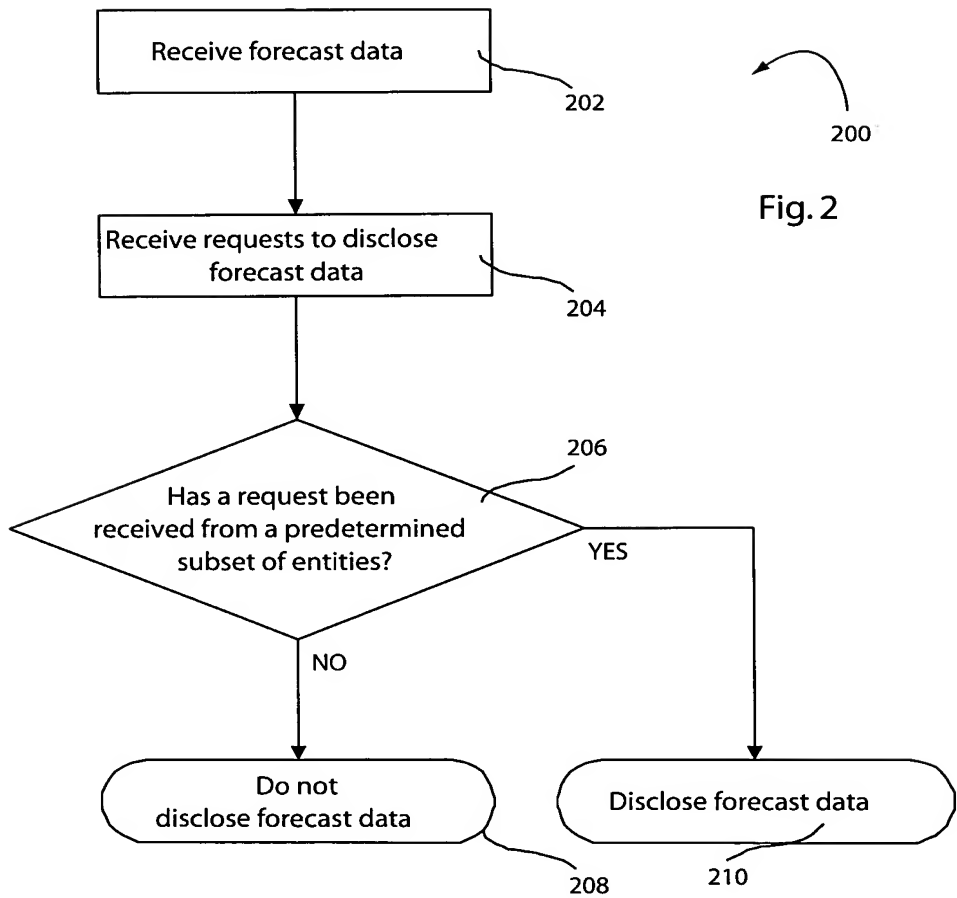 Receive forecast data
202
200
Fig. 2
Receive requests to disclose
forecast data
204
206
Has a request been
received from a predetermined
subset of entities?
YES
NO
Do not
disclose forecast data
208
Disclose forecast data
210